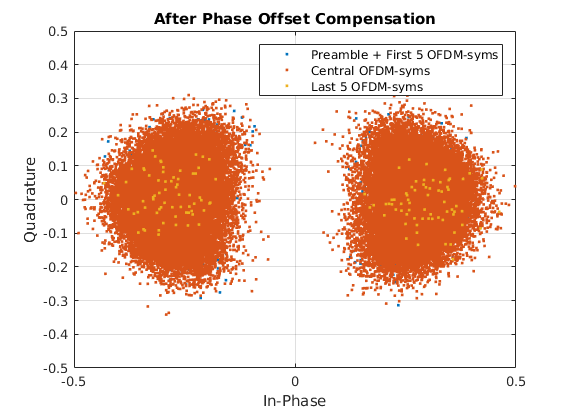 After Phase Offset Compensation
Preamble + First 5 OFDM-syms
Central OFDM-syms
Last 5 OFDM-syms
0.5
0.4
0.3
0.2
0.1
0
-0.1
-0.2
-0.3
-0.4
-0.5
Quadrature
-0.5 0 0.5
In-Phase